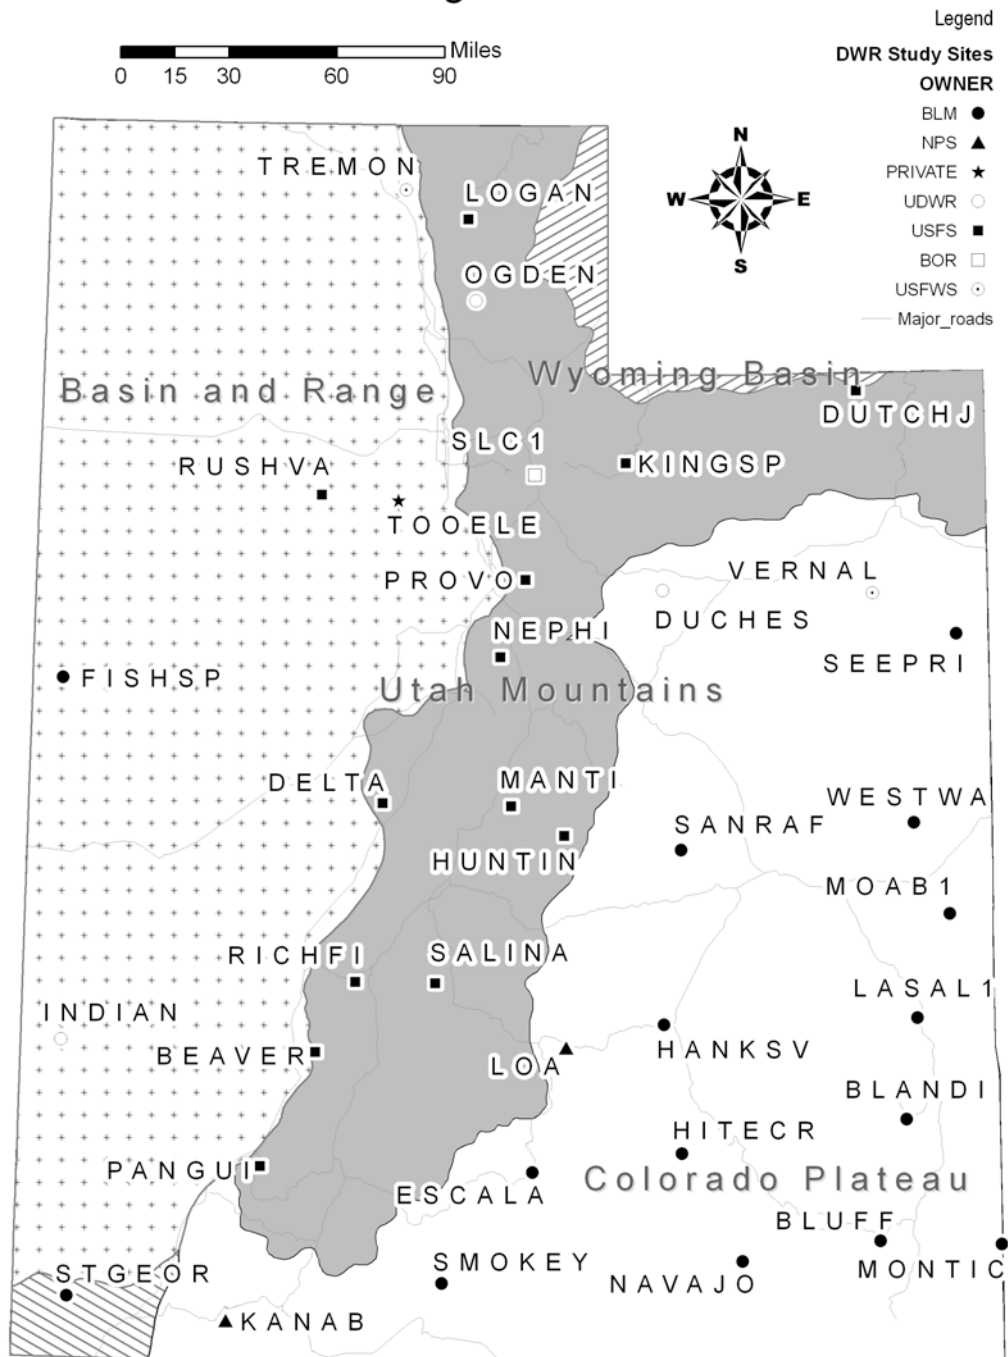 Legend
Miles
0 15 30 60 90
DWR Study Sites
OWNER
BLM
NPS
PRIVATE
UDWR
USFS
BOR
USFWS
Major_roads
N
W E
S
TREMON
LOGAN
OGDEN
Wyoming Basin
Basin and Range
DUTCHJ
SLC1
KINGSP
RUSHVA
TOOELE
PROVO
VERNAL
DUCHES
NEPHI
SEEPRI
FISHSP
Utah Mountains
DELTA
MANTI
WESTWA
SANRAF
HUNTIN
MOAB1
RICHFI
SALINA
LASAL1
INDIAN
BEAVER
HANKSV
LOA
BLANDI
HITECR
PANGUI
Colorado Plateau
ESCALA
BLUFF
STGEOR
SMOKEY
MONTIC
NAVAJO
KANAB